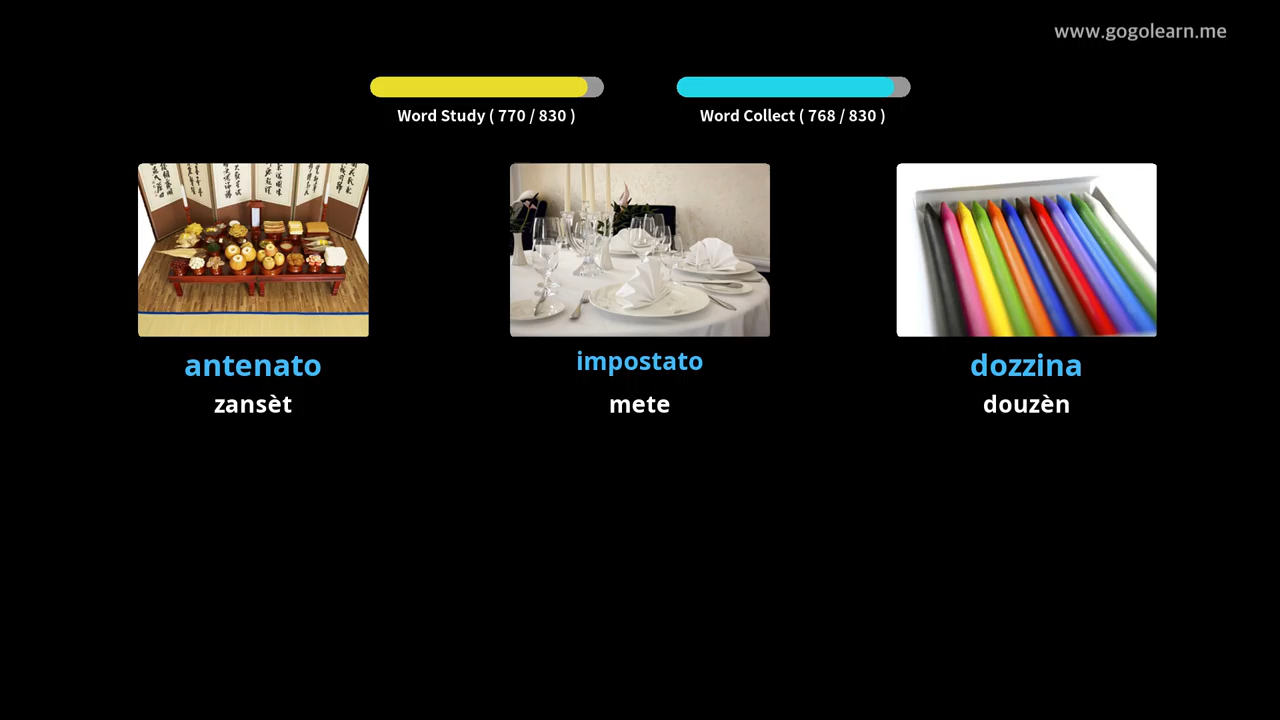 www.gogolearn.me
Word Study ( 770 / 830 )
Word Collect ( 768 / 830 )
antenato
impostato
dozzina
zansèt
mete
douzèn